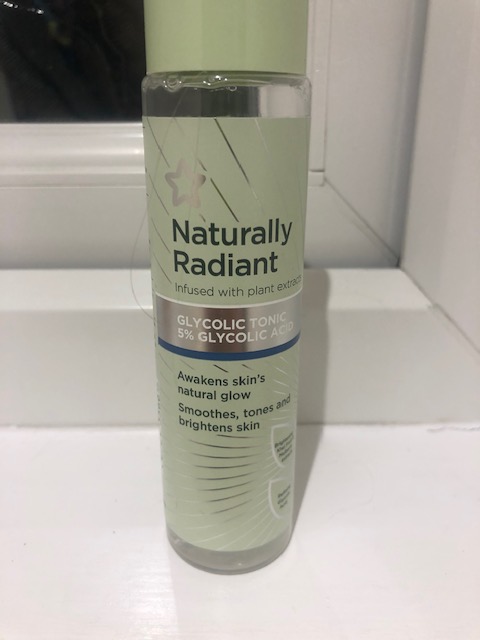 Naturally
Radiant
Infused with plant extracts
GLYCOLIC TONIC
5% GLYCOLIC ACID
Awakens skin's
natural glow
Smoothes, tones and
brightens skin